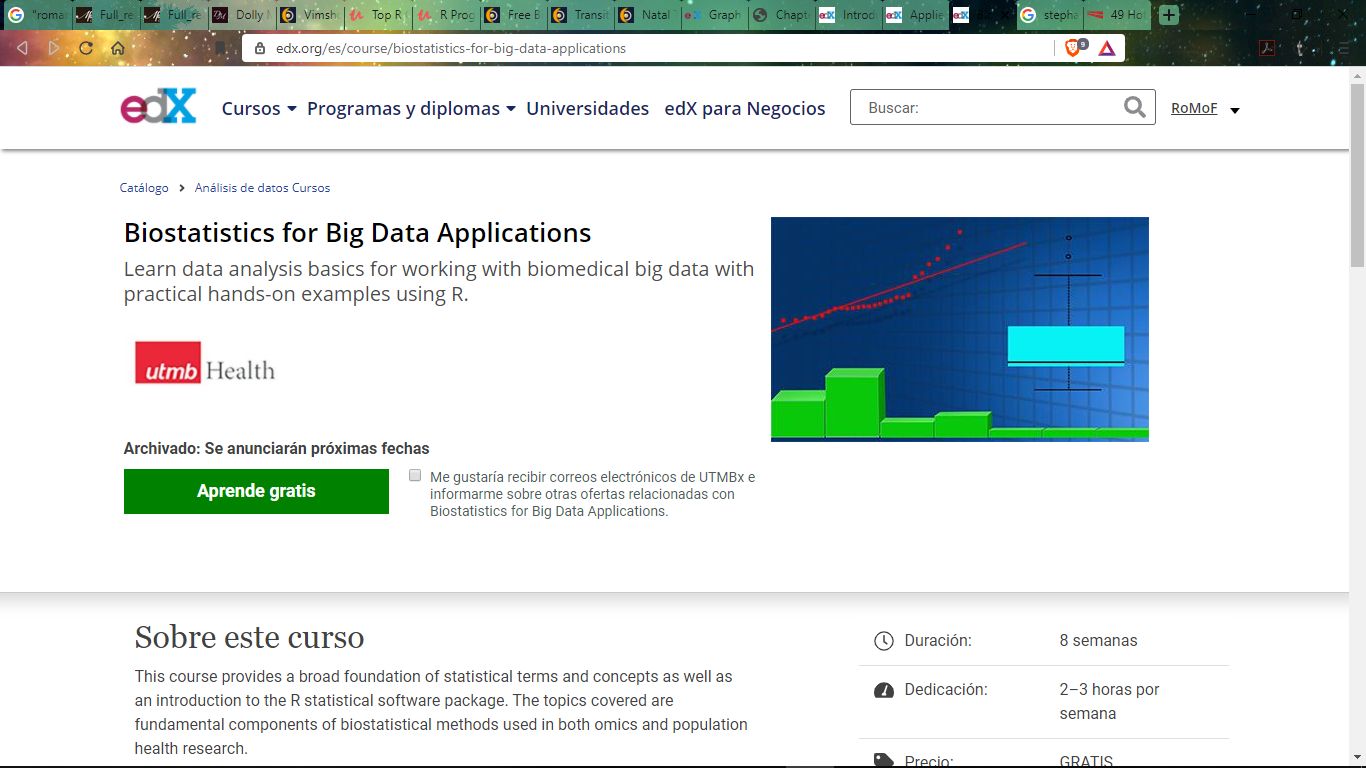 "romat Full_re Full_re Dolly M Vimsho Top R p R Prog Free B Transit Natal Graph Chapt Introdu Applie stepha 49 Hot
edx.org/es/course/biostatistics-for-big-data-applications
9
edX Cursos Programas y diplomas Universidades edX para Negocios Buscar: RoMoF
Catálogo > Análisis de datos Cursos
Biostatistics for Big Data Applications
Learn data analysis basics for working with biomedical big data with
practical hands-on examples using R.
utmb Health
Archivado: Se anunciarán próximas fechas
Aprende gratis
Me gustaría recibir correos electrónicos de UTMBx e
informarme sobre otras ofertas relacionadas con
Biostatistics for Big Data Applications.
Sobre este curso
This course provides a broad foundation of statistical terms and concepts as well as
an introduction to the R statistical software package. The topics covered are
fundamental components of biostatistical methods used in both omics and population
health research.
Duración: 8 semanas
Dedicación: 2–3 horas por
semana
Precio: GRATIS